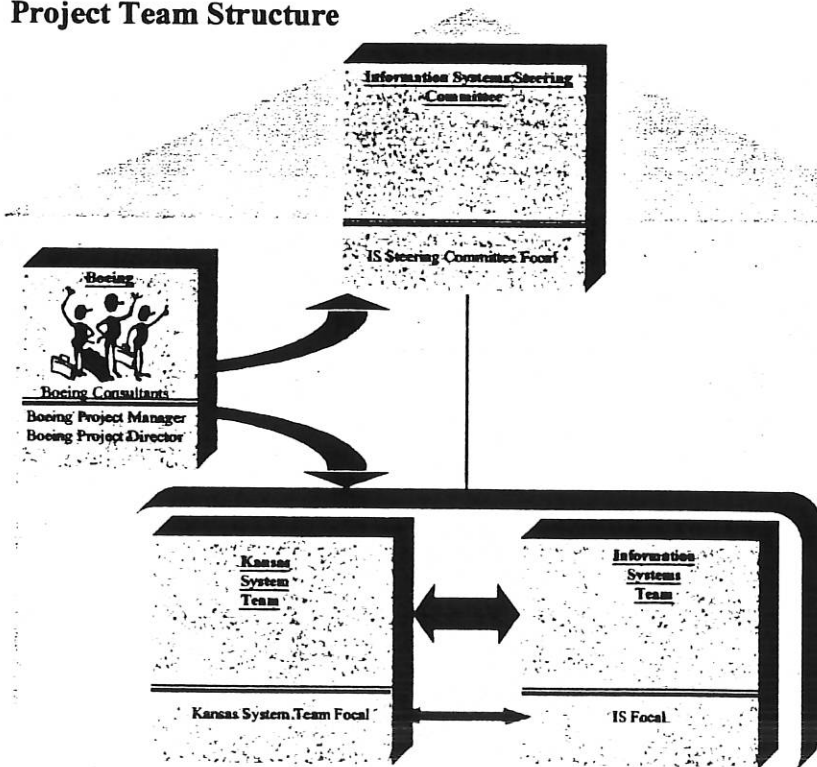 Project Team Structure
Information Systems Steering
Committee
IS Steering Committee Focal
Boeing
Boeing Consultants
Boeing Project Manager
Boeing Project Director
Kansas
System
Team
Kansas System Team Focal
Information
Systems
Team
IS Focal